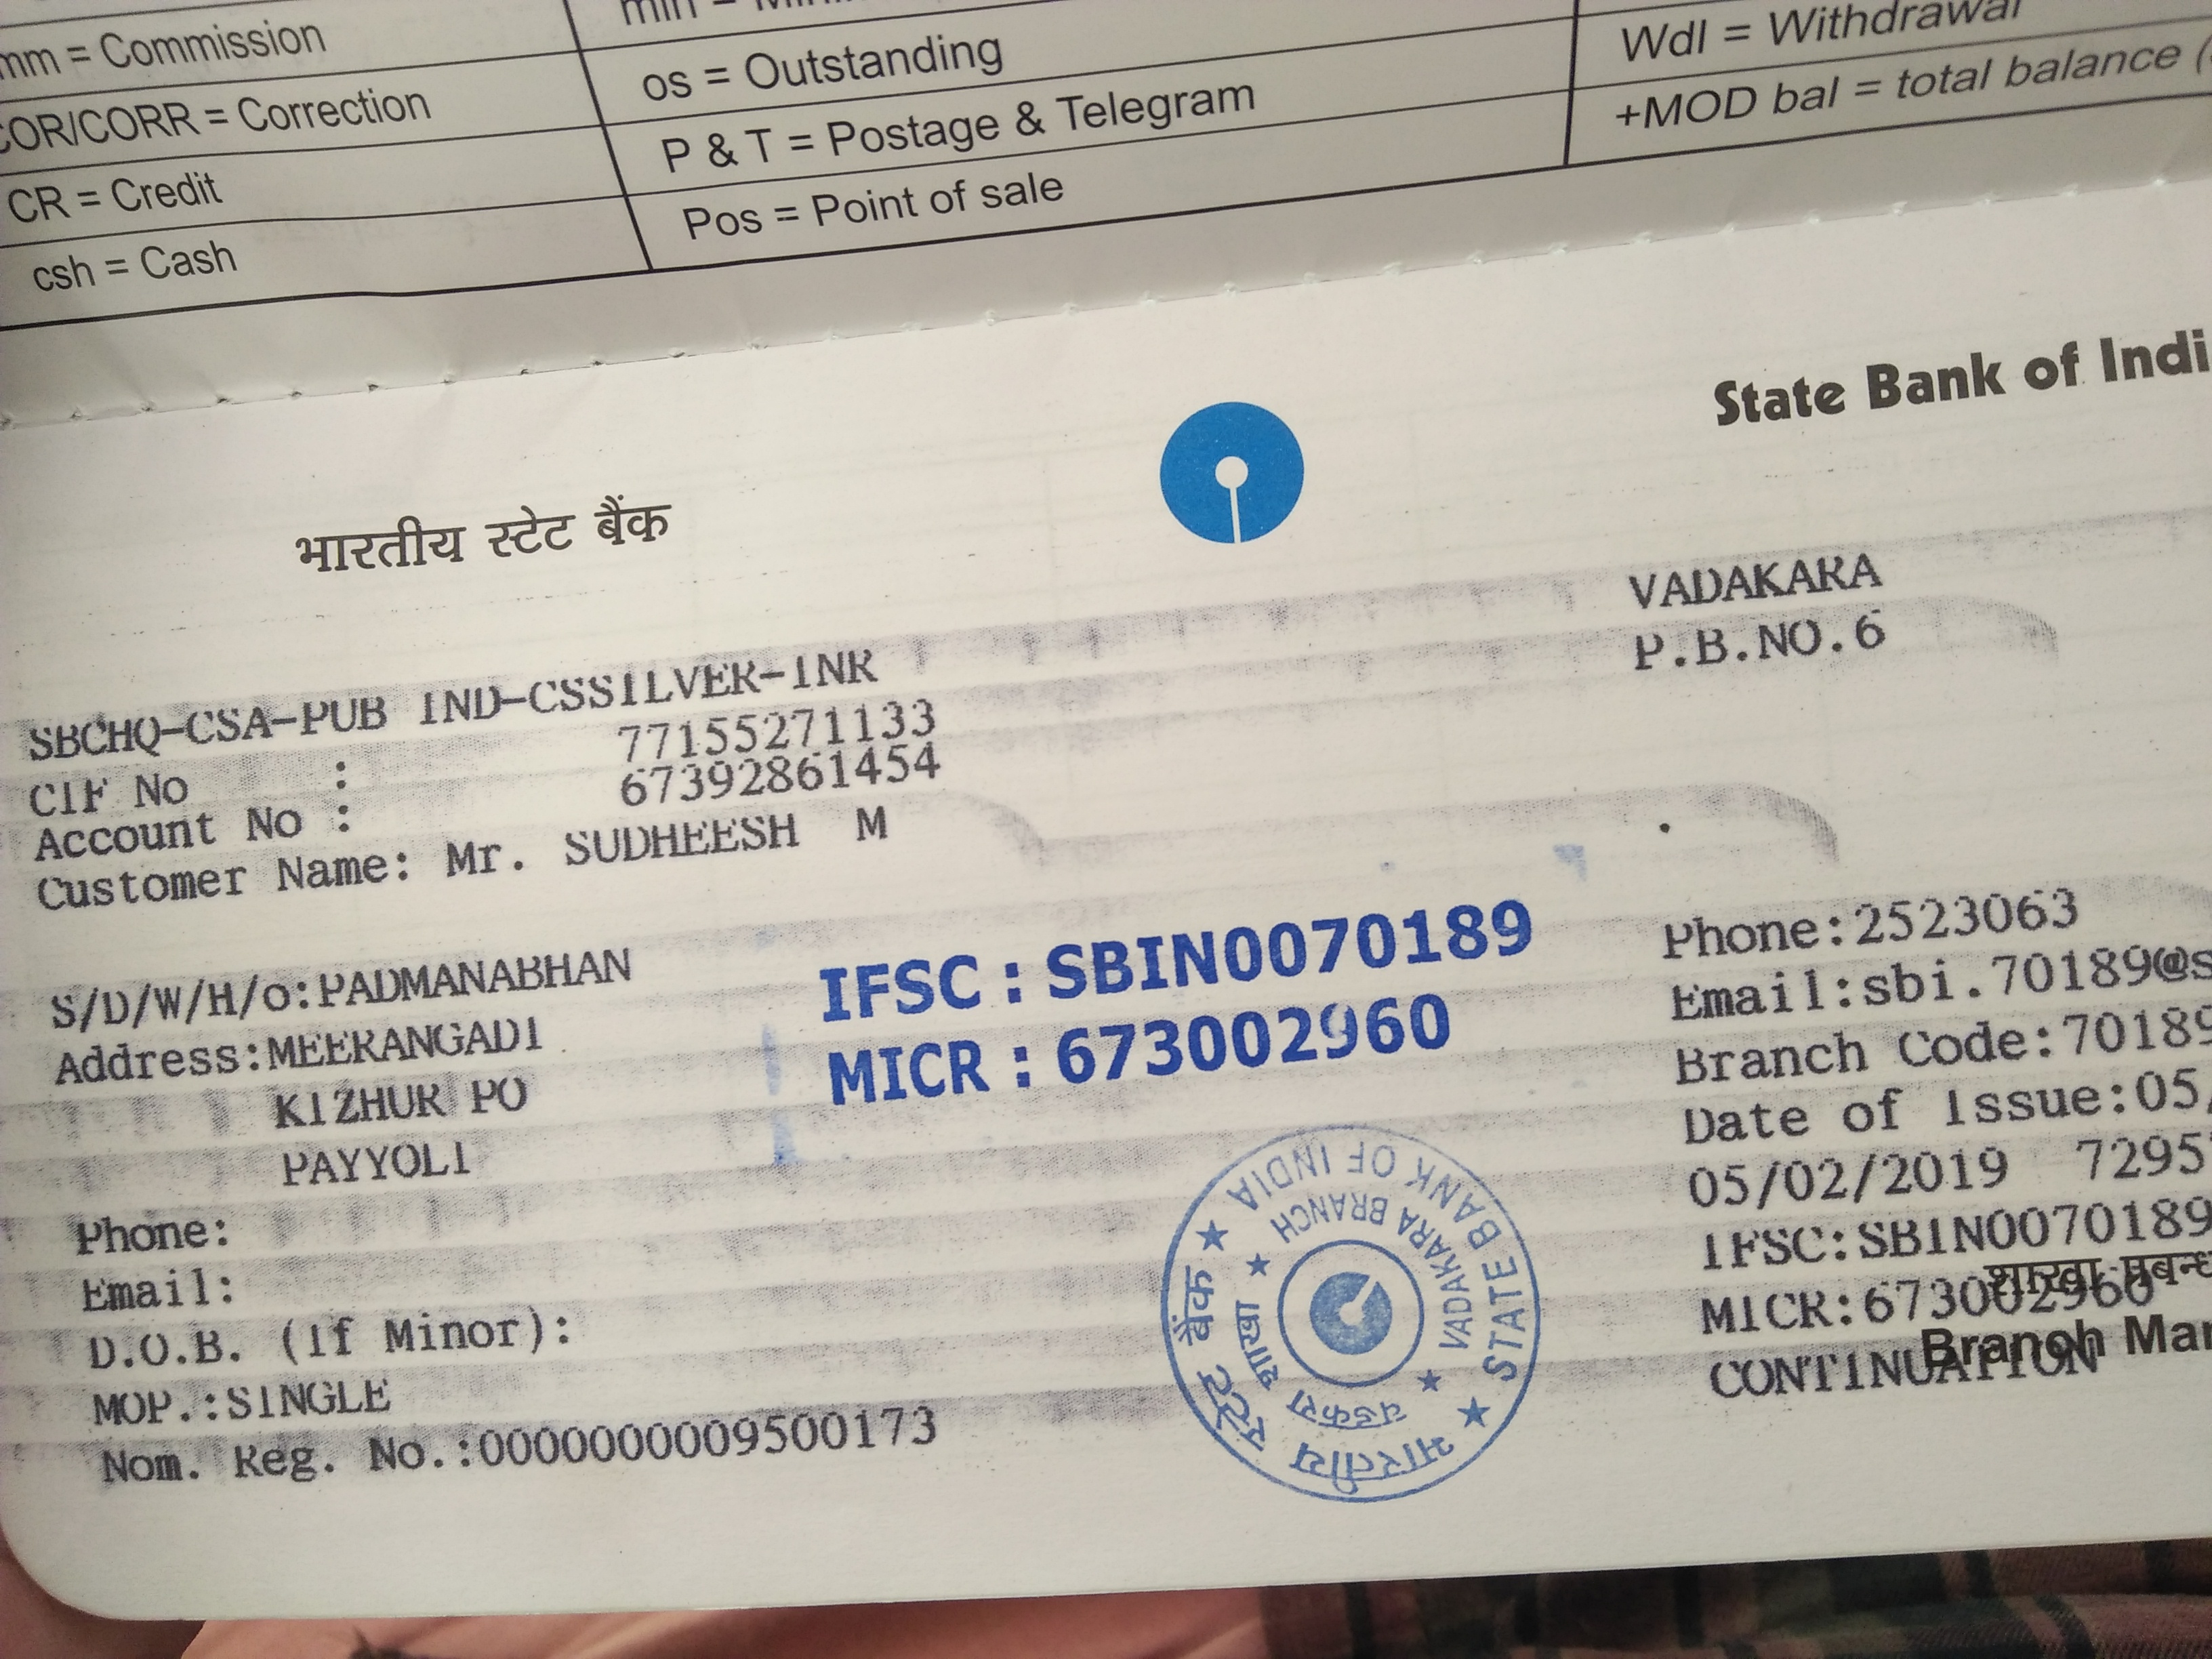 mm = Commission
COR/CORR = Correction
CR = Credit
csh = Cash
os = Outstanding
P & T = Postage & Telegram
Pos = Point of sale
Wdl = Withdrawal
+MOD bal = total balance
भारतीय स्टेट बैंक
State Bank of Indi
VADAKARA
P.B.NO.6
SBCHQ-CSA-PUB IND-CSSILVER-INR
CIF No : 77155271133
Account No : 67392861454
Customer Name: Mr. SUDHEESH M
S/D/W/H/o:PADMANABHAN
Address:MEERANGADI
KIZHUR PO
PAYYOLI
Phone:
Email:
D.O.B. (If Minor):
MOP.:SINGLE
Nom. Reg. No.:0000000009500173
IFSC : SBIN0070189
MICR : 673002960
भारतीय स्टेट बैंक ★ STATE BANK OF INDIA ★
वडकरा शाखा ★ VADAKARA BRANCH ★
Phone:2523063
Email:sbi.70189@s
Branch Code:70189
Date of Issue:05
05/02/2019 7295
IFSC:SBIN0070189
MICR:673002960
शाखा प्रबन्ध
Branch Man
CONTINUATION